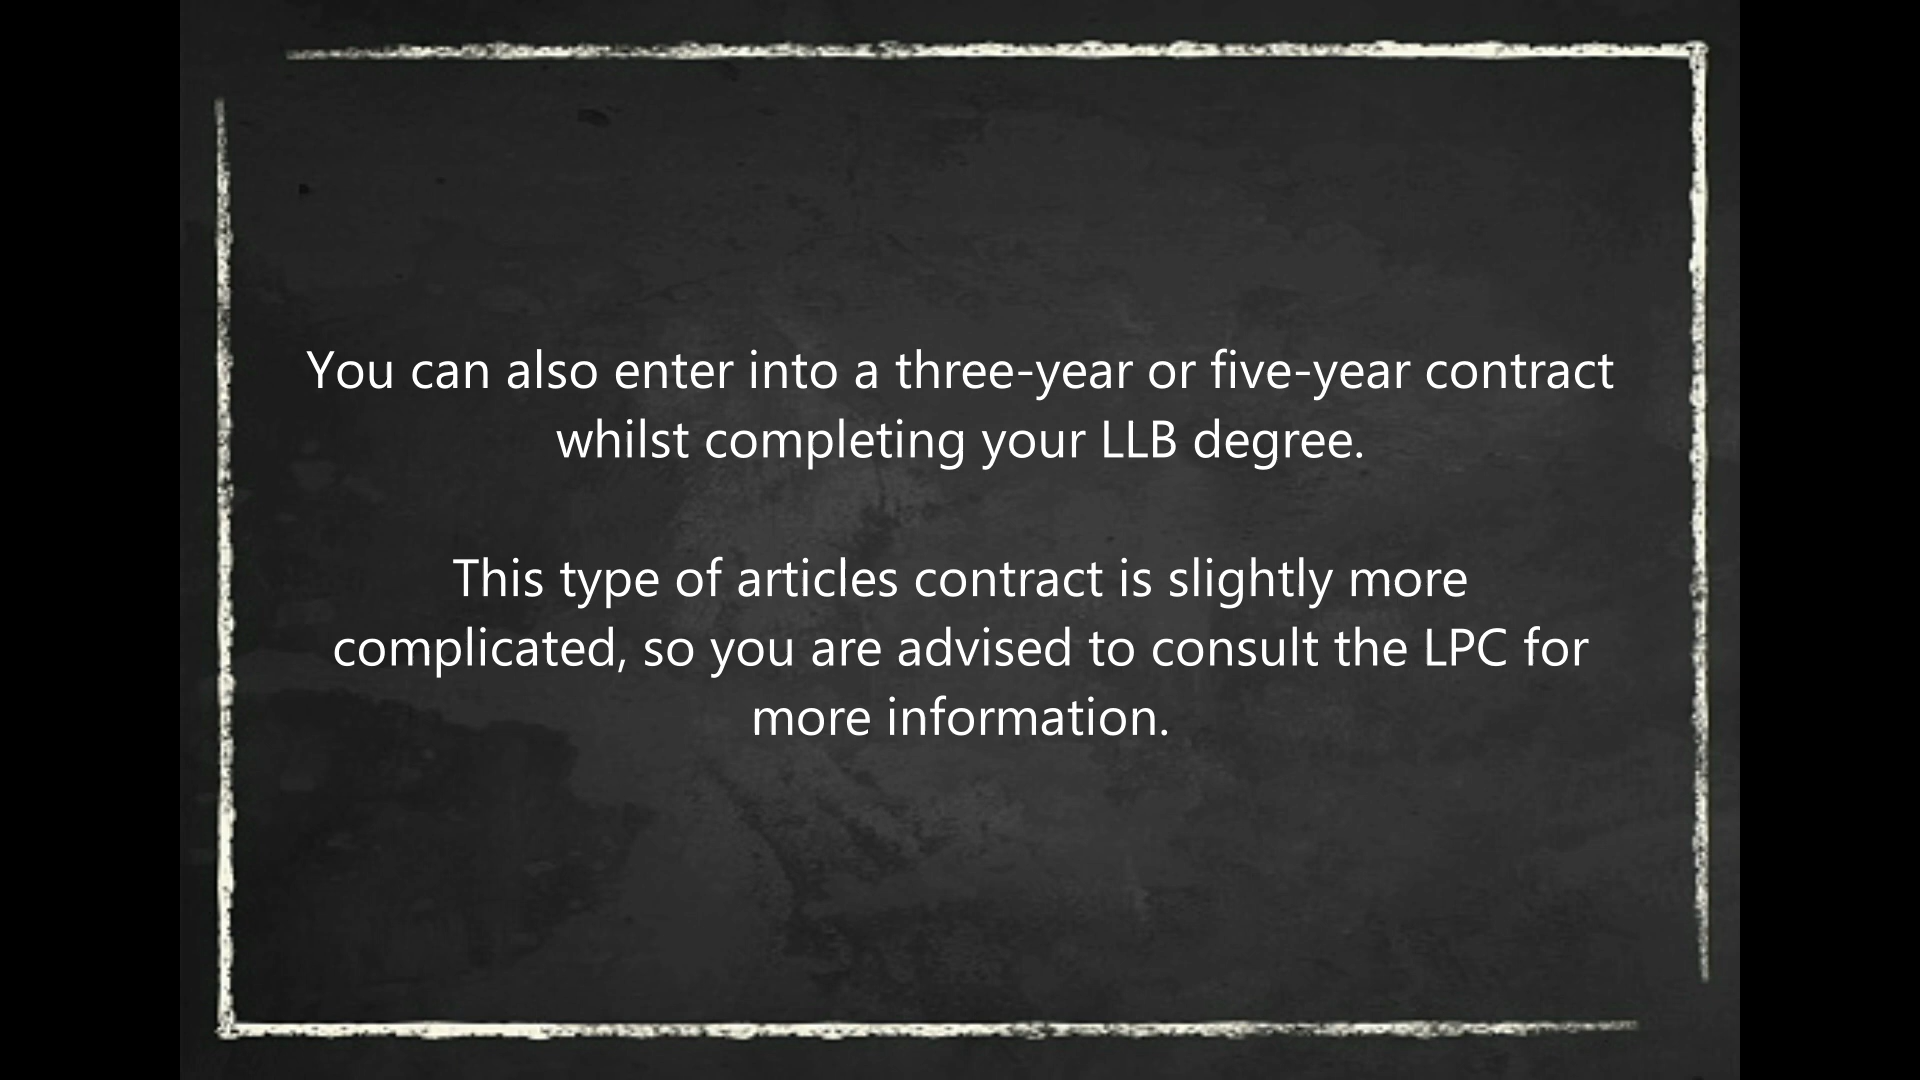 You can also enter into a three-year or five-year contract
whilst completing your LLB degree.
This type of articles contract is slightly more
complicated, so you are advised to consult the LPC for
more information.